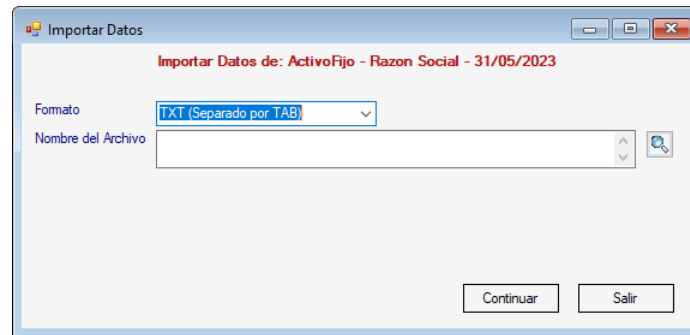 Importar Datos
Importar Datos de: ActivoFijo - Razon Social - 31/05/2023
Formato TXT (Separado por TAB)
Nombre del Archivo
Continuar Salir